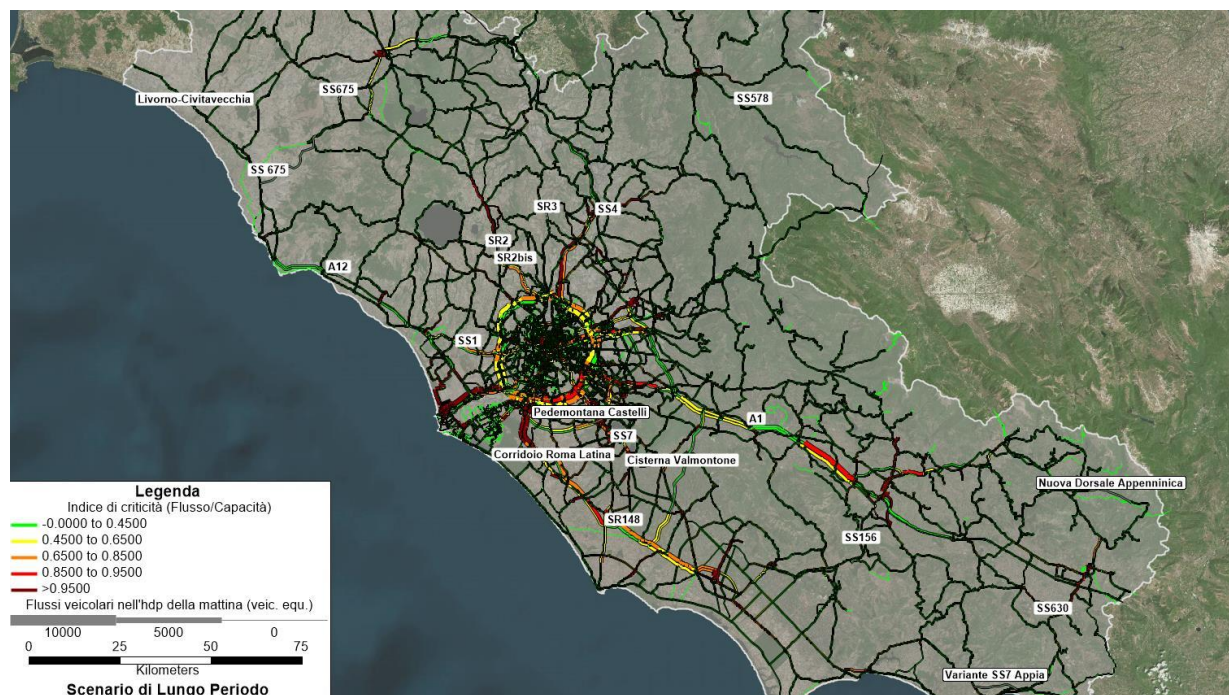 SS675
Livorno-Civitavecchia
SS578
SS 675
SR3
SS4
SR2
SR2bis
A12
SS1
Pedemontana Castelli
A1
SS7
Corridoio Roma Latina
Cisterna Valmontone
Nuova Dorsale Appenninica
SR148
SS156
SS630
Variante SS7 Appia
Legenda
Indice di criticità (Flusso/Capacità)
-0.0000 to 0.4500
0.4500 to 0.6500
0.6500 to 0.8500
0.8500 to 0.9500
>0.9500
Flussi veicolari nell'hdp della mattina (veic. equ.)
10000 5000 0
0 25 50 75
Kilometers
Scenario di Lungo Periodo